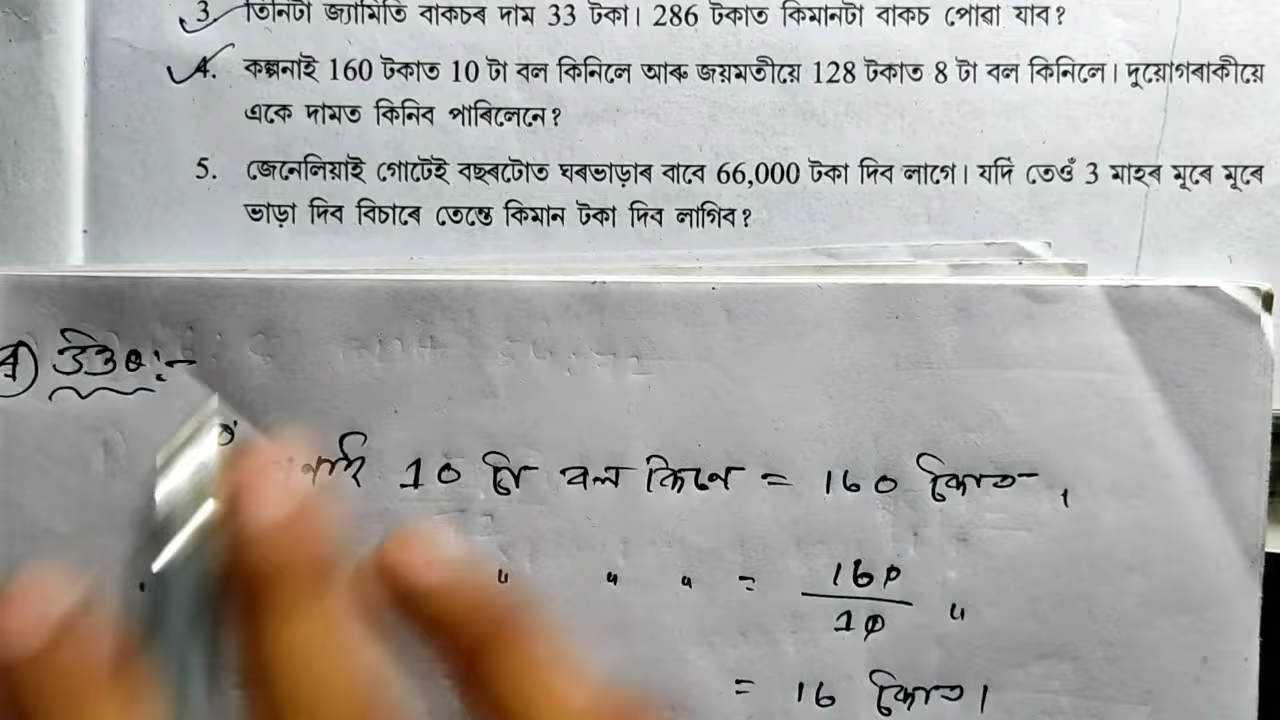 3. তিনিটা জ্যামিতি বাকচৰ দাম 33 টকা। 286 টকাত কিমানটা বাকচ পোৱা যাব?
4. কল্পনাই 160 টকাত 10 টা বল কিনিলে আৰু জয়মতীয়ে 128 টকাত 8 টা বল কিনিলে। দুয়োগৰাকীয়ে
একে দামত কিনিব পাৰিলেনে?
5. জেনেলিয়াই গোটেই বছৰটোত ঘৰভাড়াৰ বাবে 66,000 টকা দিব লাগে। যদি তেওঁ 3 মাহৰ মূৰে মূৰে
ভাড়া দিব বিচাৰে তেন্তে কিমান টকা দিব লাগিব?
4) উত্তৰ:-
নাই 10 টা বল কিনে = 160 টকাত।
" " " = 160/10 "
= 16 টকাত।